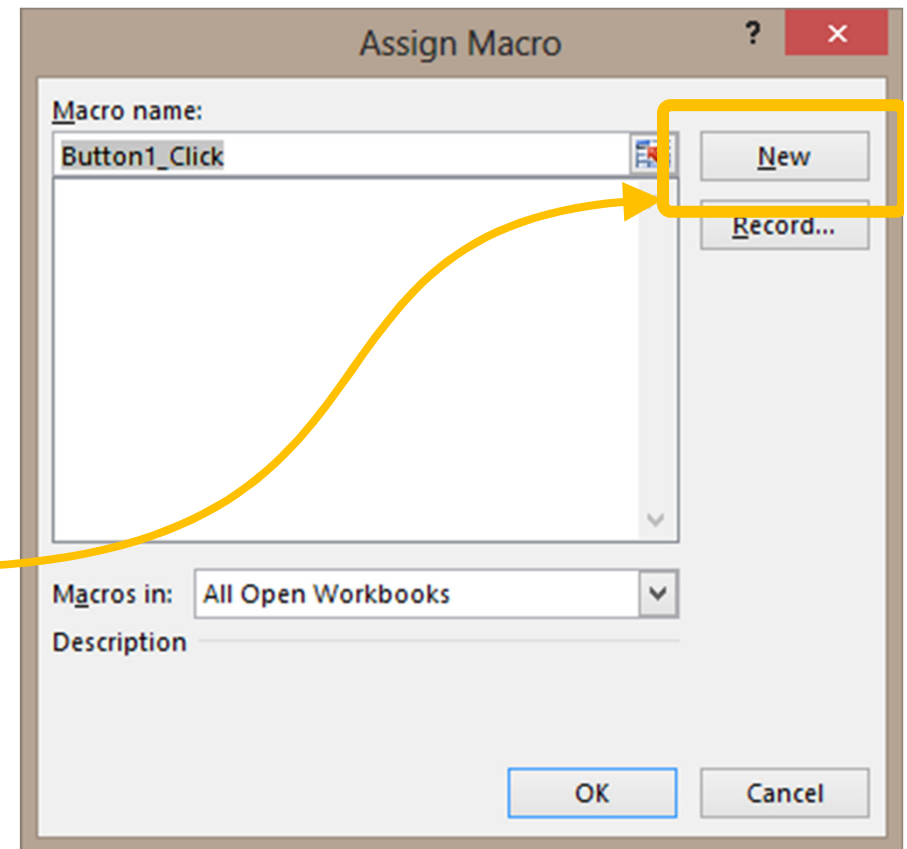 Assign Macro
?
Macro name:
Button1_Click
New
Record...
Macros in: All Open Workbooks
Description
OK
Cancel